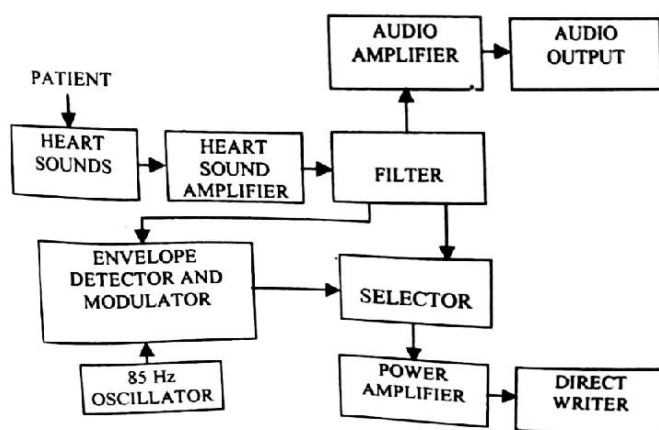 PATIENT
HEART
SOUNDS
HEART
SOUND
AMPLIFIER
FILTER
AUDIO
AMPLIFIER
AUDIO
OUTPUT
ENVELOPE
DETECTOR AND
MODULATOR
85 Hz
OSCILLATOR
SELECTOR
POWER
AMPLIFIER
DIRECT
WRITER